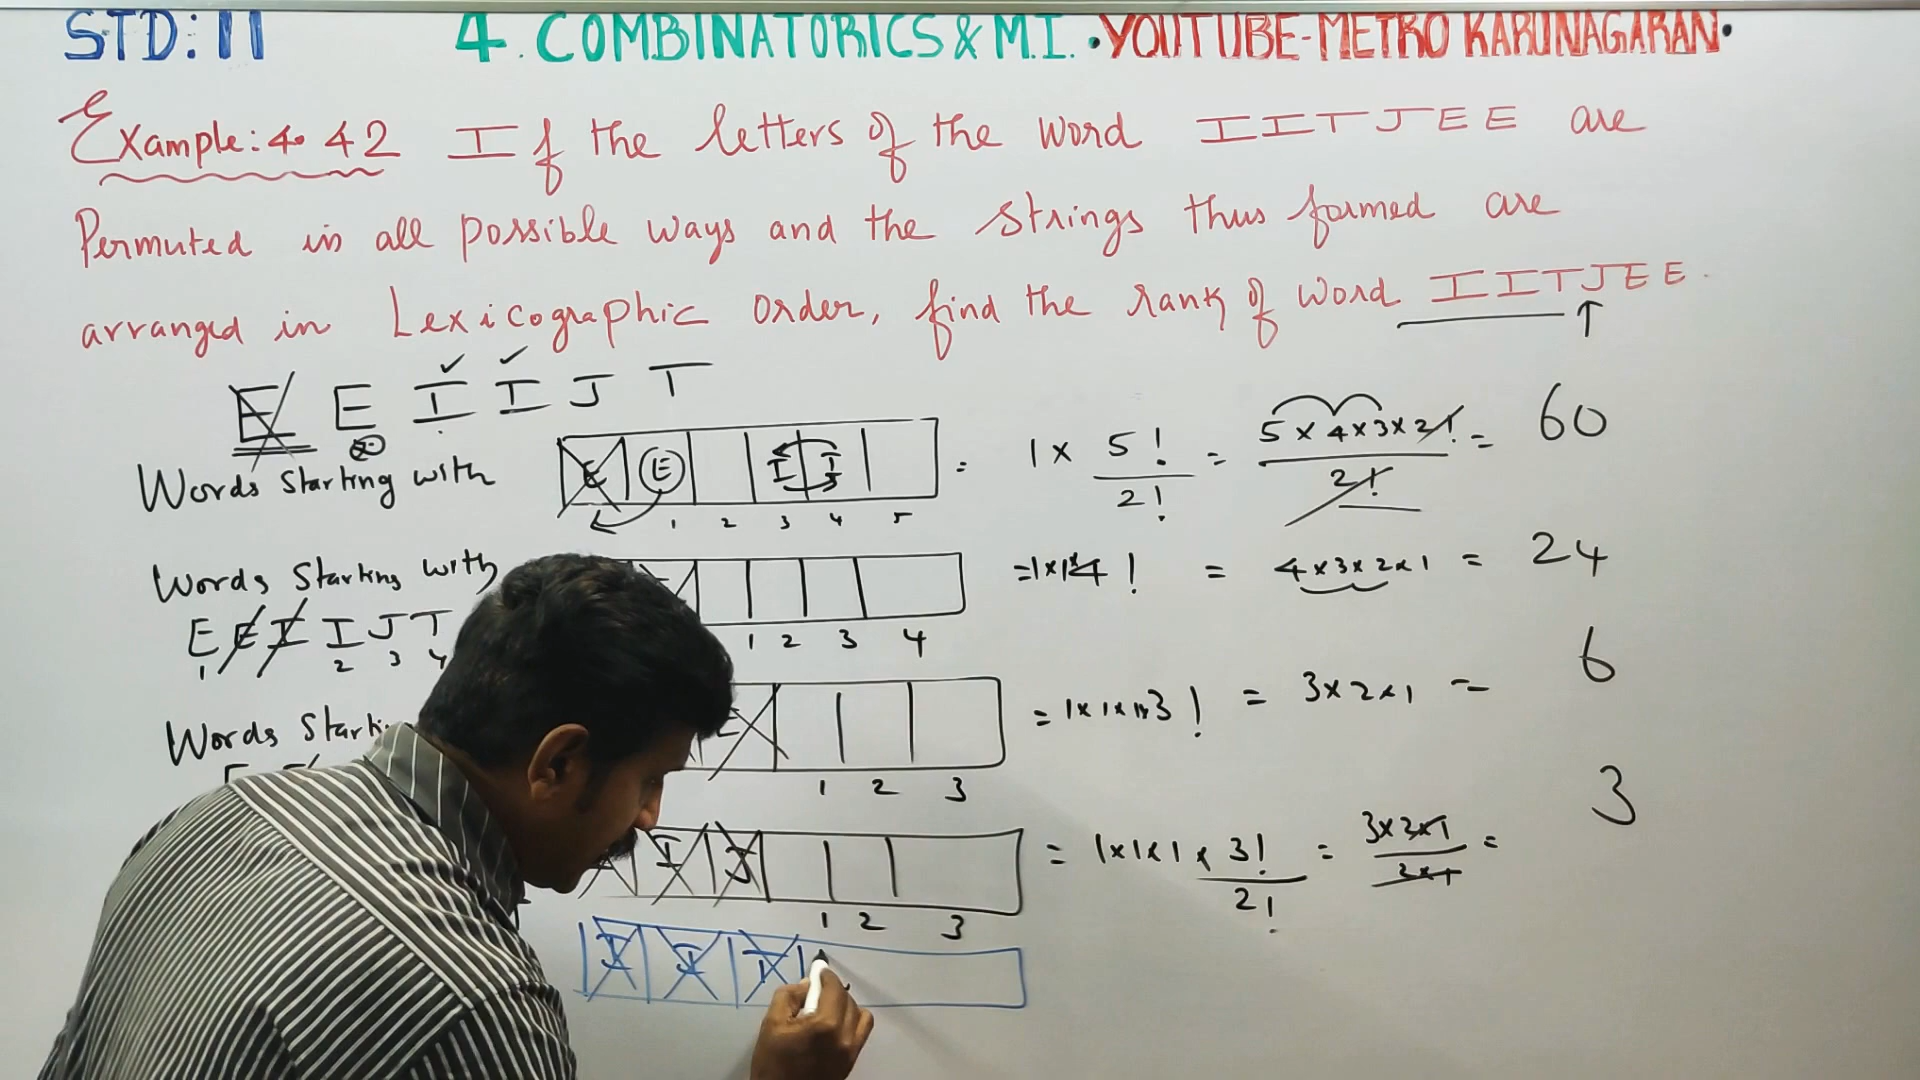 STD: 11 4. COMBINATORICS & M.I. • YOUTUBE-METRO KARUNAGARAN •
Example: 4.42 If the letters of the word IITJEE are
Permuted in all possible ways and the strings thus formed are
arranged in Lexicographic order, find the rank of word IITJEE.
E E I I J T
Words Starting with E E I I = 1 x 5! / 2! = 5 x 4 x 3 x 2! / 2! = 60
1 2 3 4 5
Words Starting with = 1 x 1 x 4! = 4 x 3 x 2 x 1 = 24
E E I I J T 1 2 3 4
1 2 3 4
Words Starti = 1 x 1 x 1 x 3! = 3 x 2 x 1 = 6
1 2 3
I J = 1 x 1 x 1 x 3! / 2! = 3 x 2 x 1 / 2 x 1 = 3
1 2 3
I I T